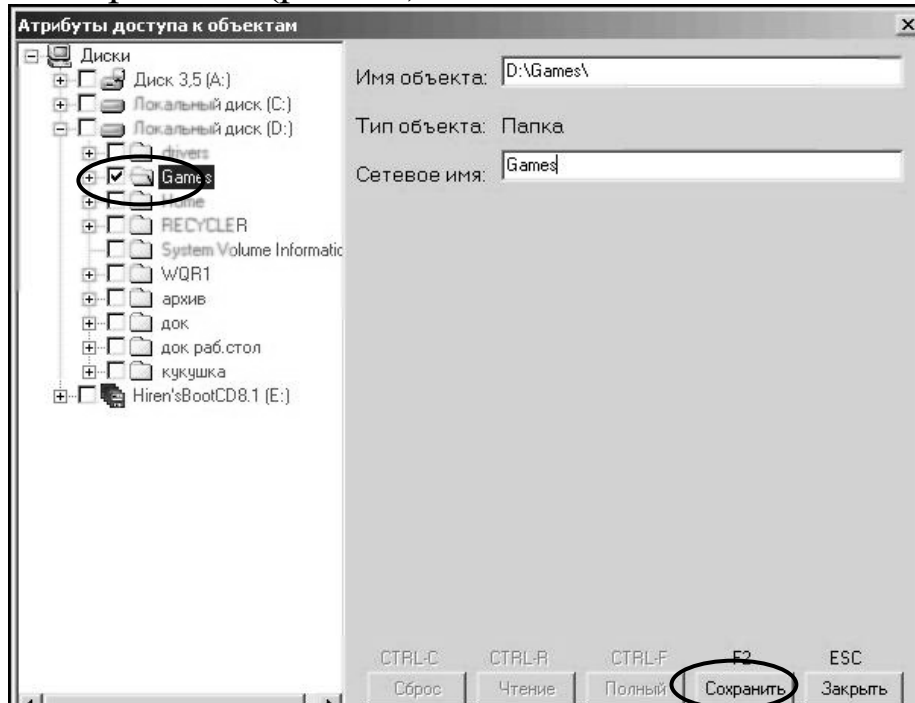 Атрибуты доступа к объектам
Диски
Диск 3,5 (A:)
Локальный диск (C:)
Локальный диск (D:)
drivers
Games
Home
RECYCLER
System Volume Informatic
WQR1
архив
док
док раб.стол
кукушка
Hiren'sBootCD8.1 (E:)
Имя объекта: D:\Games\
Тип объекта: Папка
Сетевое имя: Games
CTRL-C CTRL-R CTRL-F F2 ESC
Сброс Чтение Полный Сохранить Закрыть